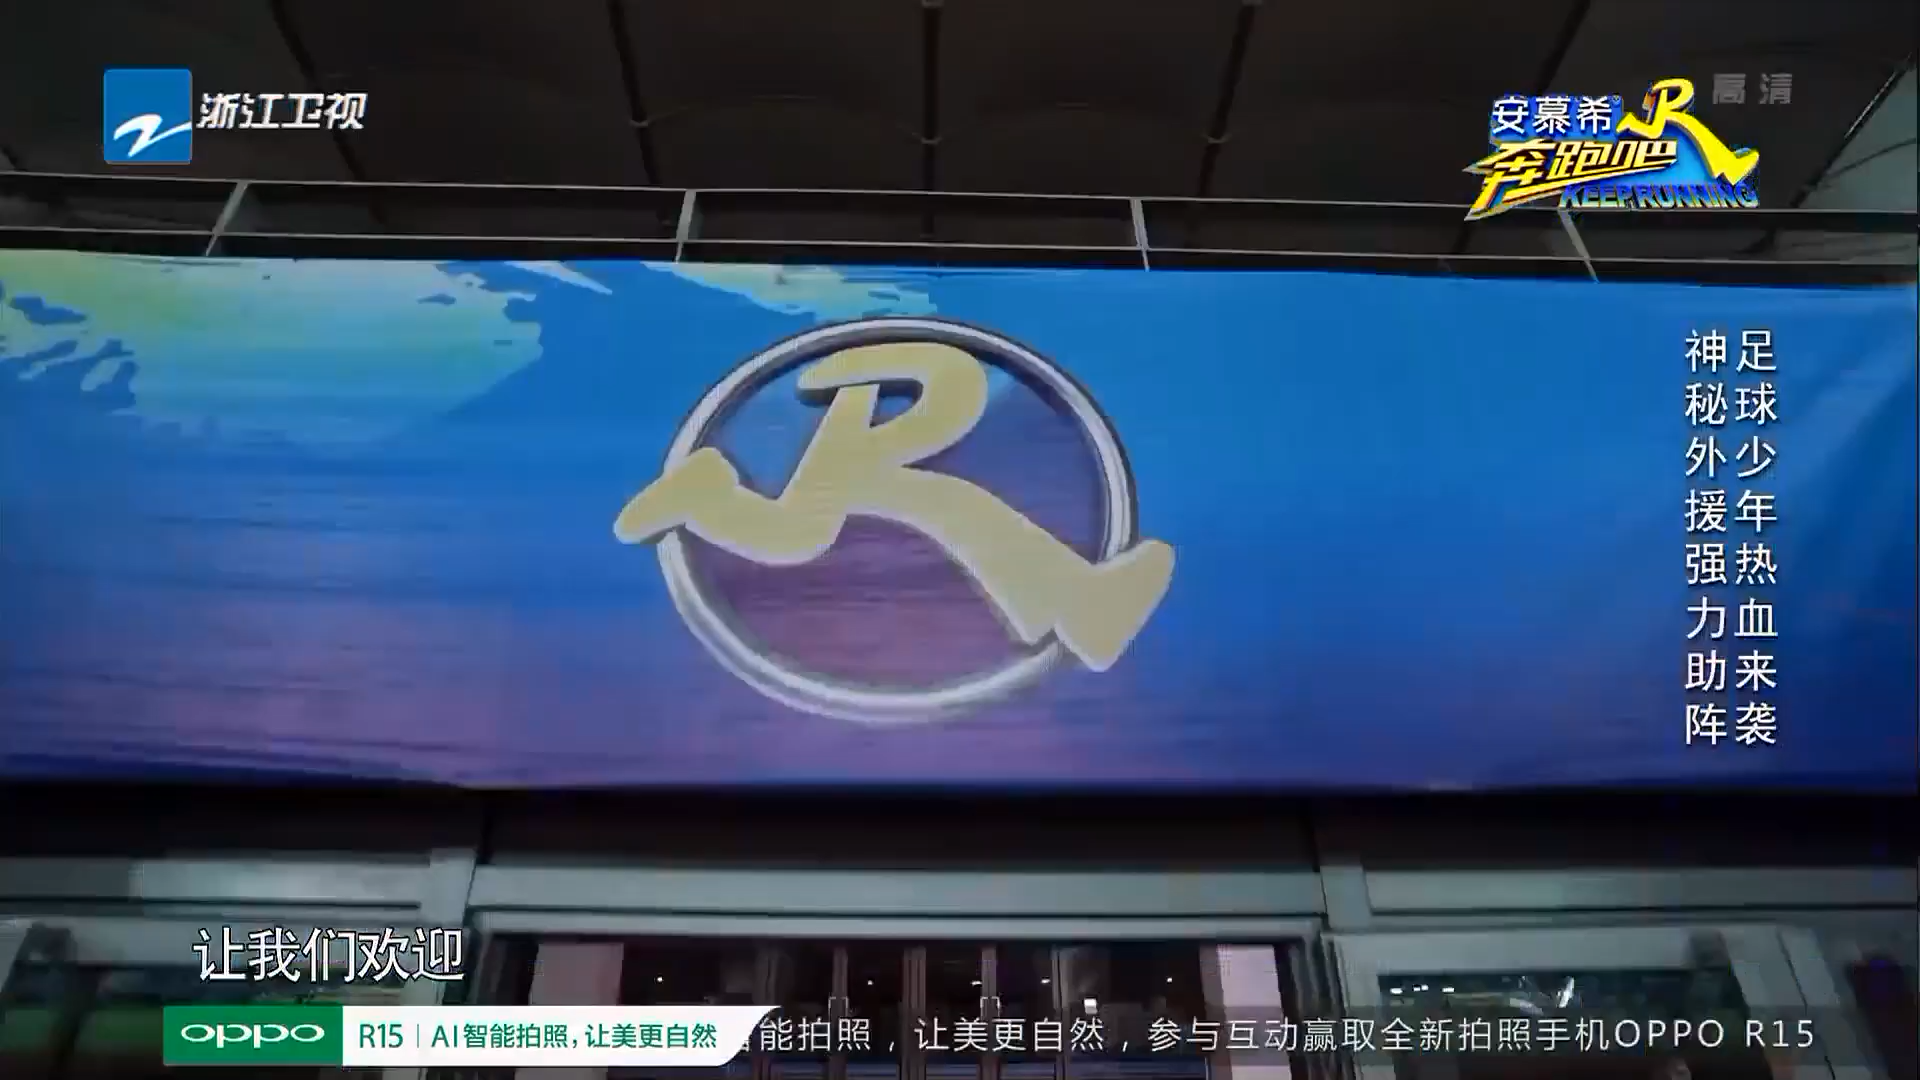 浙江卫视
高清
安慕希
奔跑吧
KEEP RUNNING
R
足球少年热血来袭
神秘外援强力助阵
让我们欢迎
oppo R15 | AI智能拍照，让美更自然
能拍照，让美更自然，参与互动赢取全新拍照手机OPPO R15